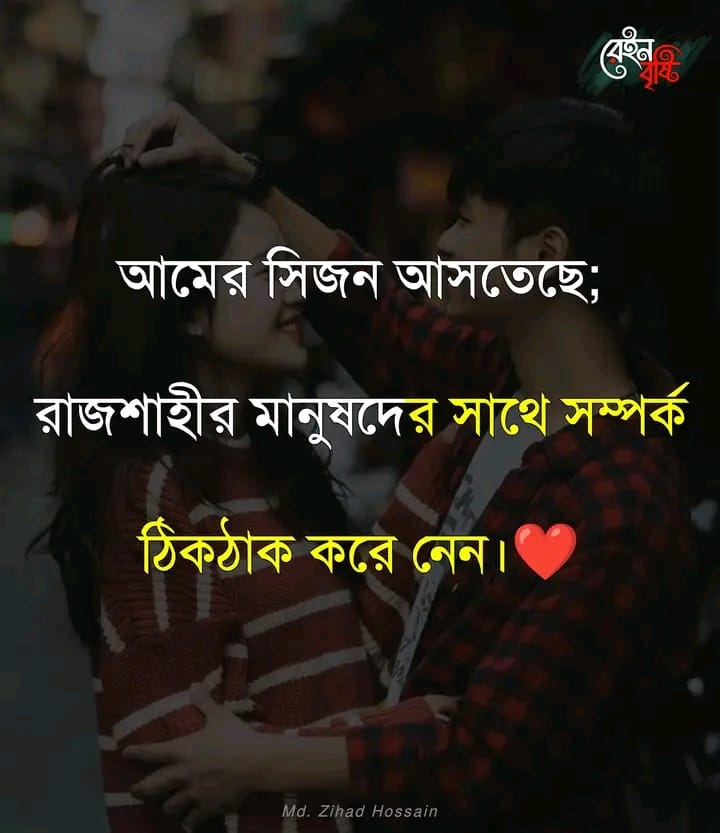 রেইন
বৃষ্টি
আমের সিজন আসতেছে;
রাজশাহীর মানুষদের সাথে সম্পর্ক
ঠিকঠাক করে নেন।❤️
Md. Zihad Hossain